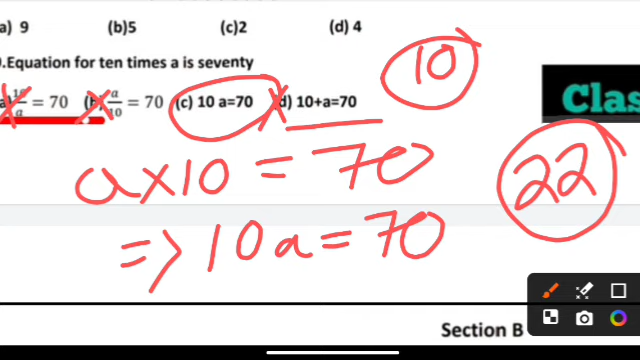 a) 9 (b)5 (c)2 (d) 4
.Equation for ten times a is seventy
10
a) 10/a = 70 (b) a/10 = 70 (c) 10 a=70 d) 10+a=70
Clas
a×10 = 70
22
=> 10a = 70
Section B